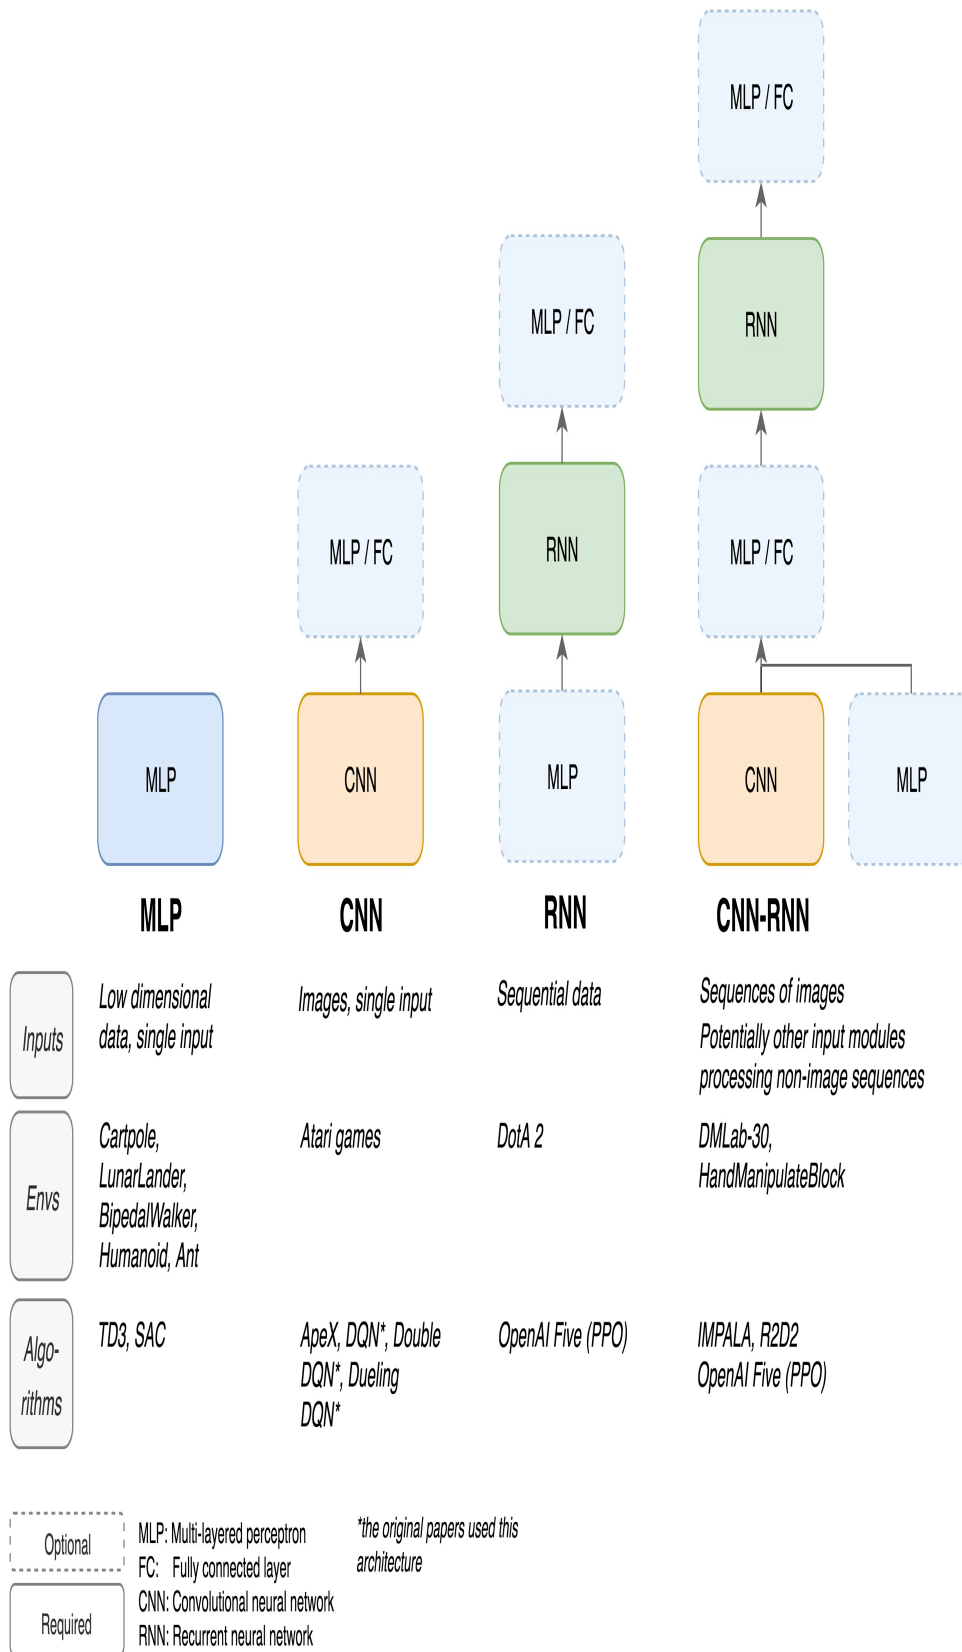 MLP / FC
MLP / FC
RNN
MLP / FC
RNN
MLP / FC
MLP
CNN
MLP
CNN
MLP
MLP
CNN
RNN
CNN-RNN
Inputs
Low dimensional
data, single input
Images, single input
Sequential data
Sequences of images
Potentially other input modules
processing non-image sequences
Envs
Cartpole,
LunarLander,
BipedalWalker,
Humanoid, Ant
Atari games
DotA 2
DMLab-30,
HandManipulateBlock
Algo-
rithms
TD3, SAC
ApeX, DQN*, Double
DQN*, Dueling
DQN*
OpenAI Five (PPO)
IMPALA, R2D2
OpenAI Five (PPO)
Optional
Required
MLP: Multi-layered perceptron
FC: Fully connected layer
CNN: Convolutional neural network
RNN: Recurrent neural network
*the original papers used this
architecture